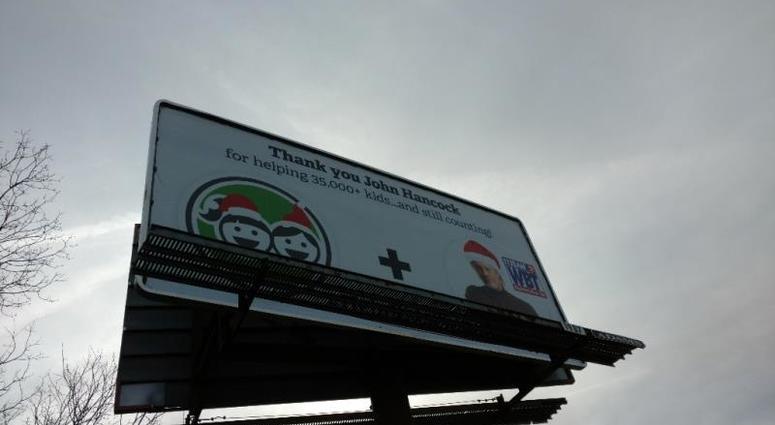 Thank you John Hancock
for helping 35,000+ kids...and still counting!
+
WBT